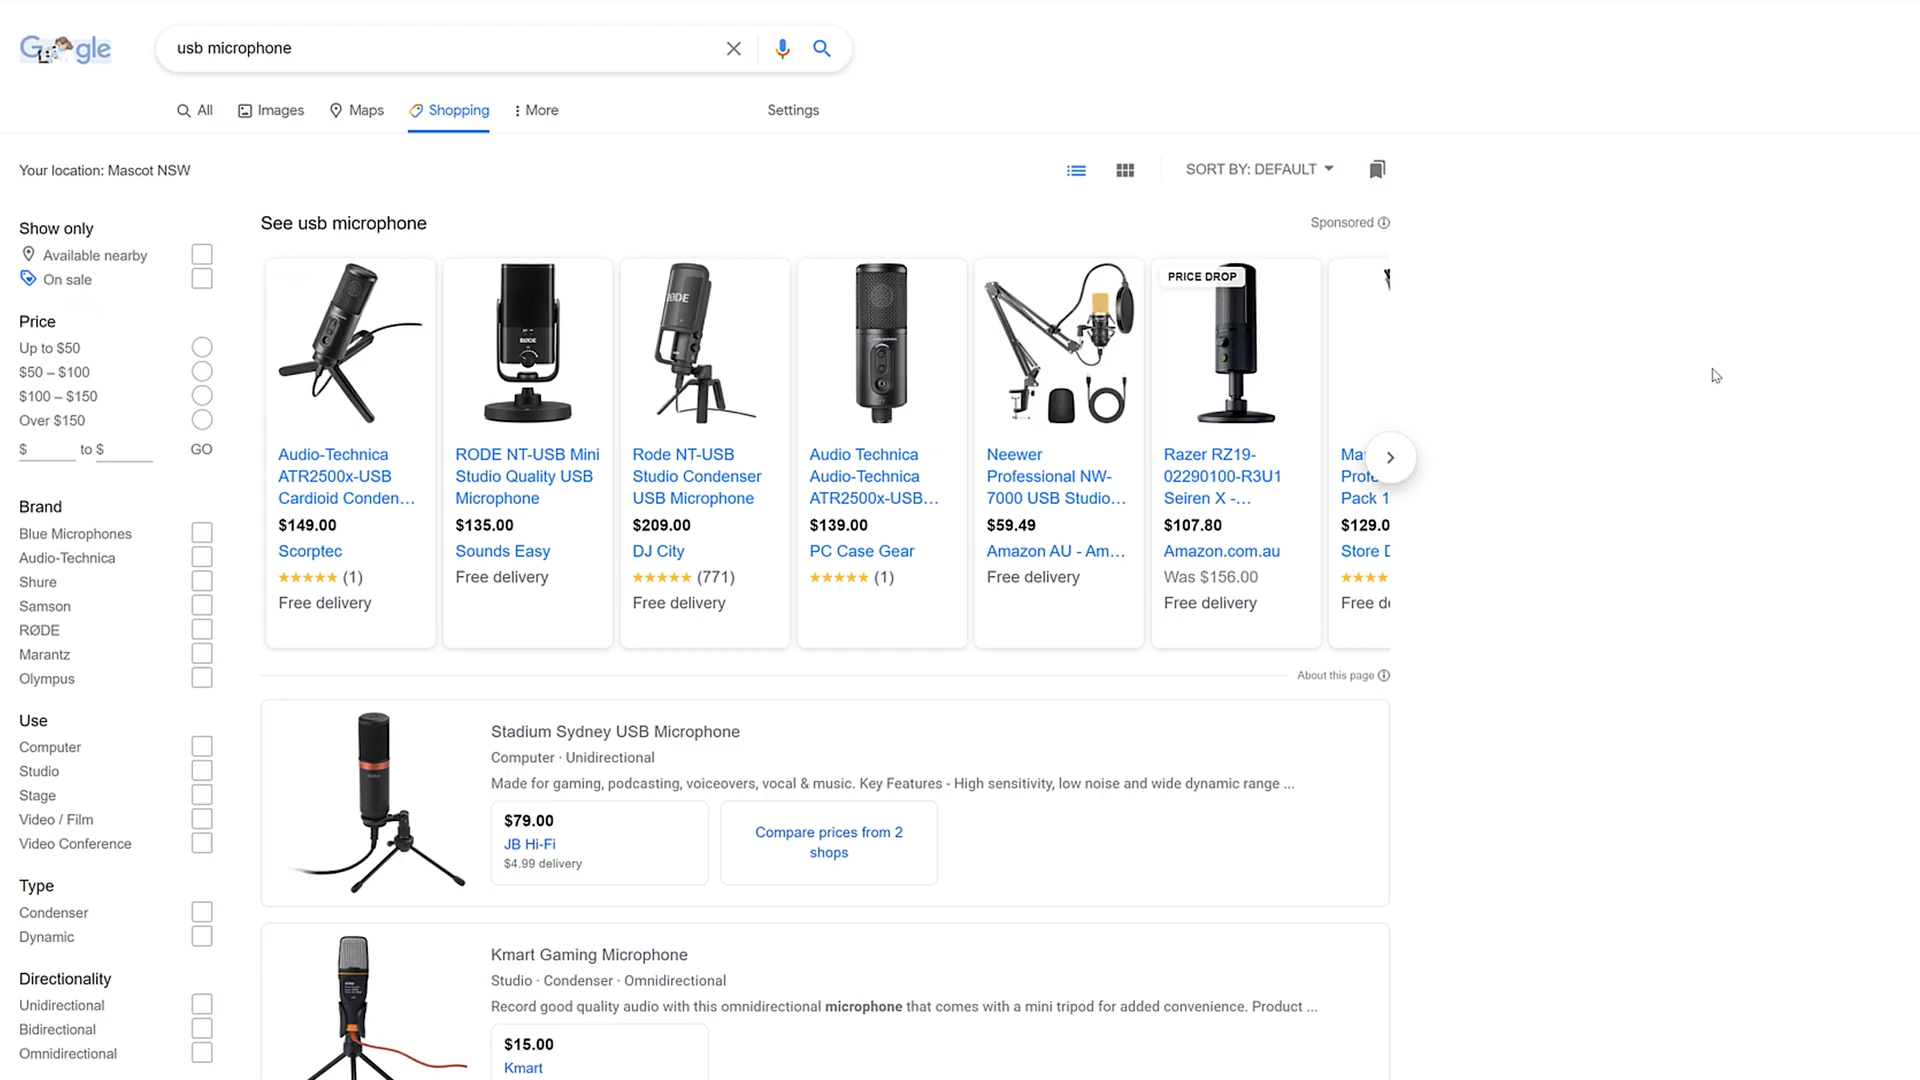 Google
usb microphone
All
Images
Maps
Shopping
More
Settings
Your location: Mascot NSW
SORT BY: DEFAULT
Show only
Available nearby
On sale
Price
Up to $50
$50 – $100
$100 – $150
Over $150
$ to $ GO
Brand
Blue Microphones
Audio-Technica
Shure
Samson
RØDE
Marantz
Olympus
Use
Computer
Studio
Stage
Video / Film
Video Conference
Type
Condenser
Dynamic
Directionality
Unidirectional
Bidirectional
Omnidirectional
See usb microphone
Sponsored
Audio-Technica
ATR2500x-USB
Cardioid Conden...
$149.00
Scorptec
(1)
Free delivery
RØDE
RODE NT-USB Mini
Studio Quality USB
Microphone
$135.00
Sounds Easy
Free delivery
Rode NT-USB
Studio Condenser
USB Microphone
$209.00
DJ City
(771)
Free delivery
Audio Technica
Audio-Technica
ATR2500x-USB...
$139.00
PC Case Gear
(1)
Neewer
Professional NW-
7000 USB Studio...
$59.49
Amazon AU - Am...
Free delivery
PRICE DROP
Razer RZ19-
02290100-R3U1
Seiren X -...
$107.80
Amazon.com.au
Was $156.00
Free delivery
Pack 1
$129.0
Store
Free
About this page
Stadium Sydney USB Microphone
Computer · Unidirectional
Made for gaming, podcasting, voiceovers, vocal & music. Key Features - High sensitivity, low noise and wide dynamic range ...
$79.00
JB Hi-Fi
$4.99 delivery
Compare prices from 2
shops
Kmart Gaming Microphone
Studio · Condenser · Omnidirectional
Record good quality audio with this omnidirectional microphone that comes with a mini tripod for added convenience. Product ...
$15.00
Kmart